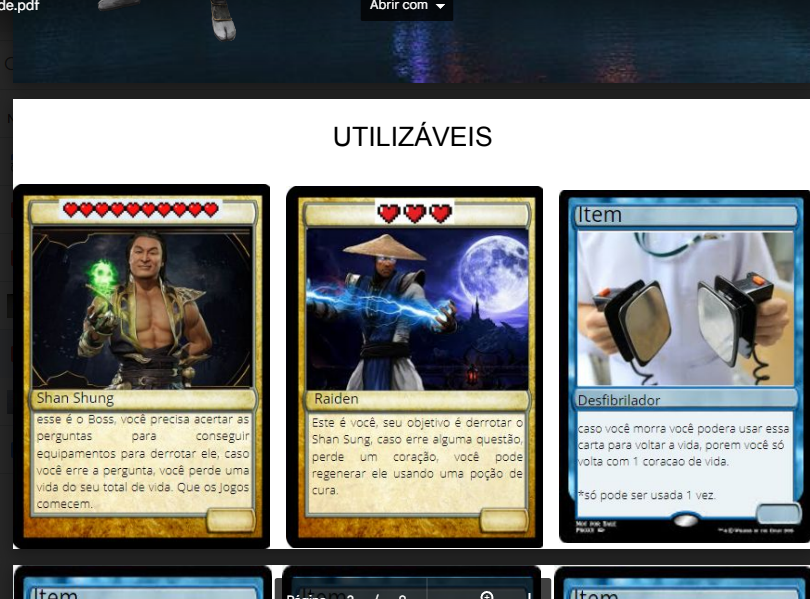 de.pdf
Abrir com
UTILIZÁVEIS
Shan Shung
esse é o Boss, você precisa acertar as
perguntas para conseguir
equipamentos para derrotar ele, caso
você erre a pergunta, você perde uma
vida do seu total de vida. Que os Jogos
comecem.
Raiden
Este é você, seu objetivo é derrotar o
Shan Sung, caso erre alguma questão,
perde um coração, você pode
regenerar ele usando uma poção de
cura.
Item
Desfibrilador
caso você morra você podera usar essa
carta para voltar a vida, porem você só
volta com 1 coracao de vida.
*só pode ser usada 1 vez.
Not for Sale
Item
Item
Página